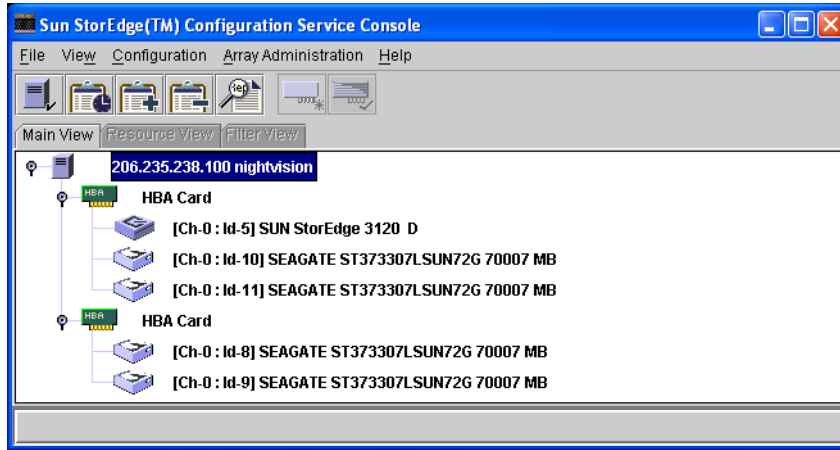 Sun StorEdge(TM) Configuration Service Console
File View Configuration Array Administration Help
Rep
Main View Resource View Filter View
206.235.238.100 nightvision
HBA HBA Card
[Ch-0 : Id-5] SUN StorEdge 3120 D
[Ch-0 : Id-10] SEAGATE ST373307LSUN72G 70007 MB
[Ch-0 : Id-11] SEAGATE ST373307LSUN72G 70007 MB
HBA HBA Card
[Ch-0 : Id-8] SEAGATE ST373307LSUN72G 70007 MB
[Ch-0 : Id-9] SEAGATE ST373307LSUN72G 70007 MB